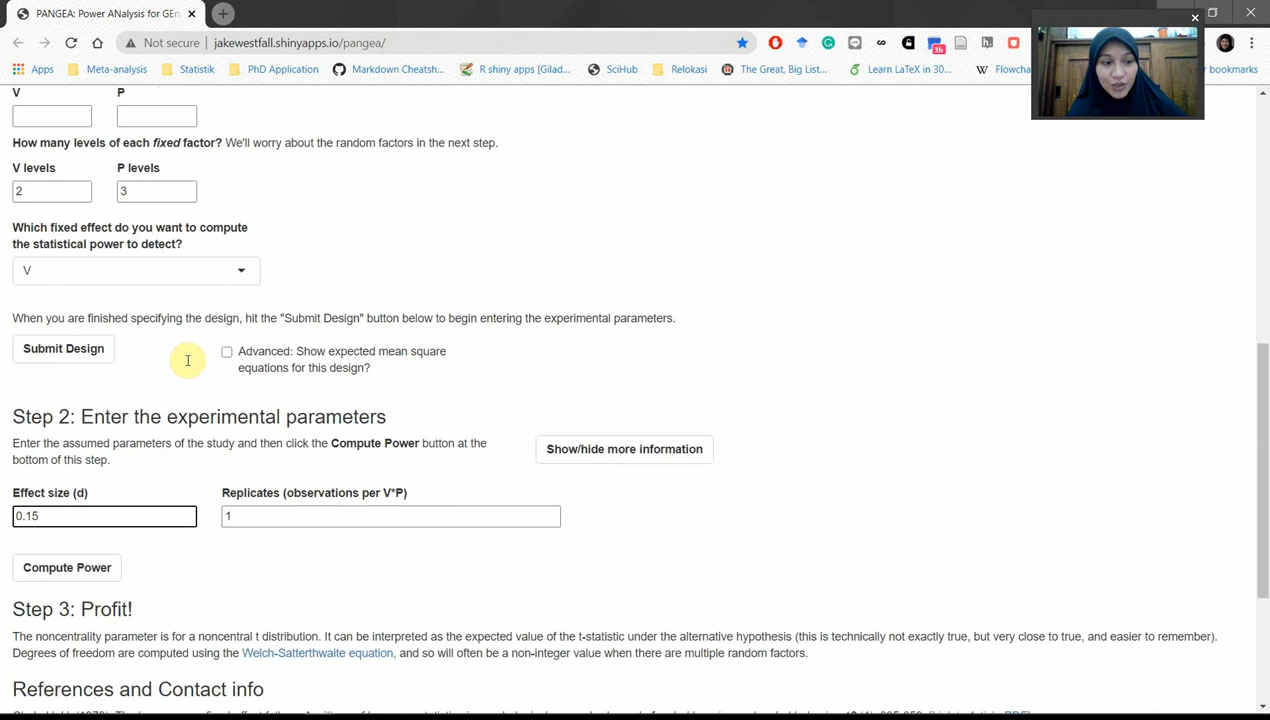 PANGEA: Power ANalysis for GEn
Not secure
jakewestfall.shinyapps.io/pangea/
3h
Apps
Meta-analysis
Statistik
PhD Application
Markdown Cheatsh...
R shiny apps [Gilad...
SciHub
Relokasi
The Great, Big List...
Learn LaTeX in 30...
Flowcha
bookmarks
V P
How many levels of each fixed factor? We'll worry about the random factors in the next step.
V levels P levels
2 3
Which fixed effect do you want to compute
the statistical power to detect?
V
When you are finished specifying the design, hit the "Submit Design" button below to begin entering the experimental parameters.
Submit Design
Advanced: Show expected mean square
equations for this design?
Step 2: Enter the experimental parameters
Enter the assumed parameters of the study and then click the Compute Power button at the
bottom of this step.
Show/hide more information
Effect size (d) Replicates (observations per V*P)
0.15 1
Compute Power
Step 3: Profit!
The noncentrality parameter is for a noncentral t distribution. It can be interpreted as the expected value of the t-statistic under the alternative hypothesis (this is technically not exactly true, but very close to true, and easier to remember).
Degrees of freedom are computed using the Welch-Satterthwaite equation, and so will often be a non-integer value when there are multiple random factors.
References and Contact info